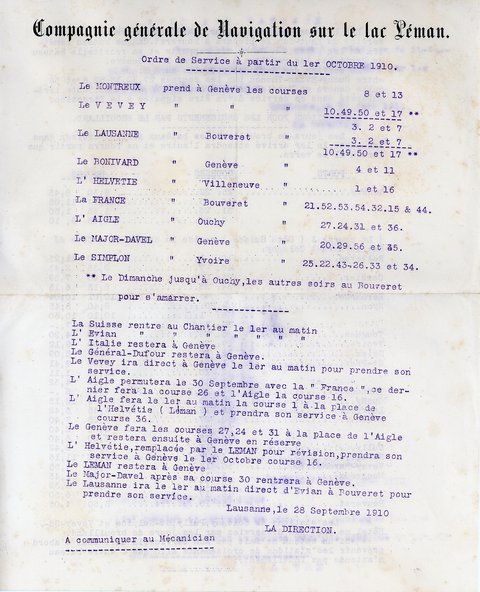 Compagnie générale de Navigation sur le lac Léman.
Ordre de Service à partir du 1er OCTOBRE 1910.
Le MONTREUX prend à Genève les courses 8 et 13
Le V E V E Y " " " 10.49.50 et 17 **
3. 2 et 7
Le LAUSANNE " Bouveret " 3. 2 et 7
10.49.50 et 17 **
Le BONIVARD " Genève " 4 et 11
L' HELVETIE " Villeneuve " 1 et 16
La FRANCE " Bouveret " 21.52.53.54.32.15 & 44.
L' AIGLE " Ouchy " 27.24.31 et 36.
Le MAJOR-DAVEL " Genève " 20.29.56 et 35.
Le SIMPLON " Yvoire " 25.22.43-26.33 et 34.
** Le Dimanche jusqu'à Ouchy,les autres soirs au Bouveret
pour s'amarrer.
La Suisse rentre au Chantier le 1er au matin
L' Evian " " " " " " "
L' Italie restera à Genève
Le Général-Dufour restera à Genève.
Le Vevey ira direct à Genève le 1er au matin pour prendre son
service.
L' Aigle permutera le 30 Septembre avec la " France ",ce der-
nier fera la course 26 et l'Aigle la course 16.
L' Aigle fera le 1er au matin la course 1 à la place de
l'Helvétie ( Léman ) et prendra son service à Genève
course 36.
Le Genève fera les courses 27,24 et 31 à la place de l'Aigle
et restera ensuite à Genève en réserve
L' Helvétie,remplacée par le LEMAN pour révision,prendra son
service à Genève le 1er Octobre course 16.
Le LEMAN restera à Genève
Le Major-Davel après sa course 30 rentrera à Genève.
Le Lausanne ira le 1er au matin direct d'Evian à Bouveret pour
prendre son service.
Lausanne,le 28 Septembre 1910
LA DIRECTION.
A communiquer au Mécanicien